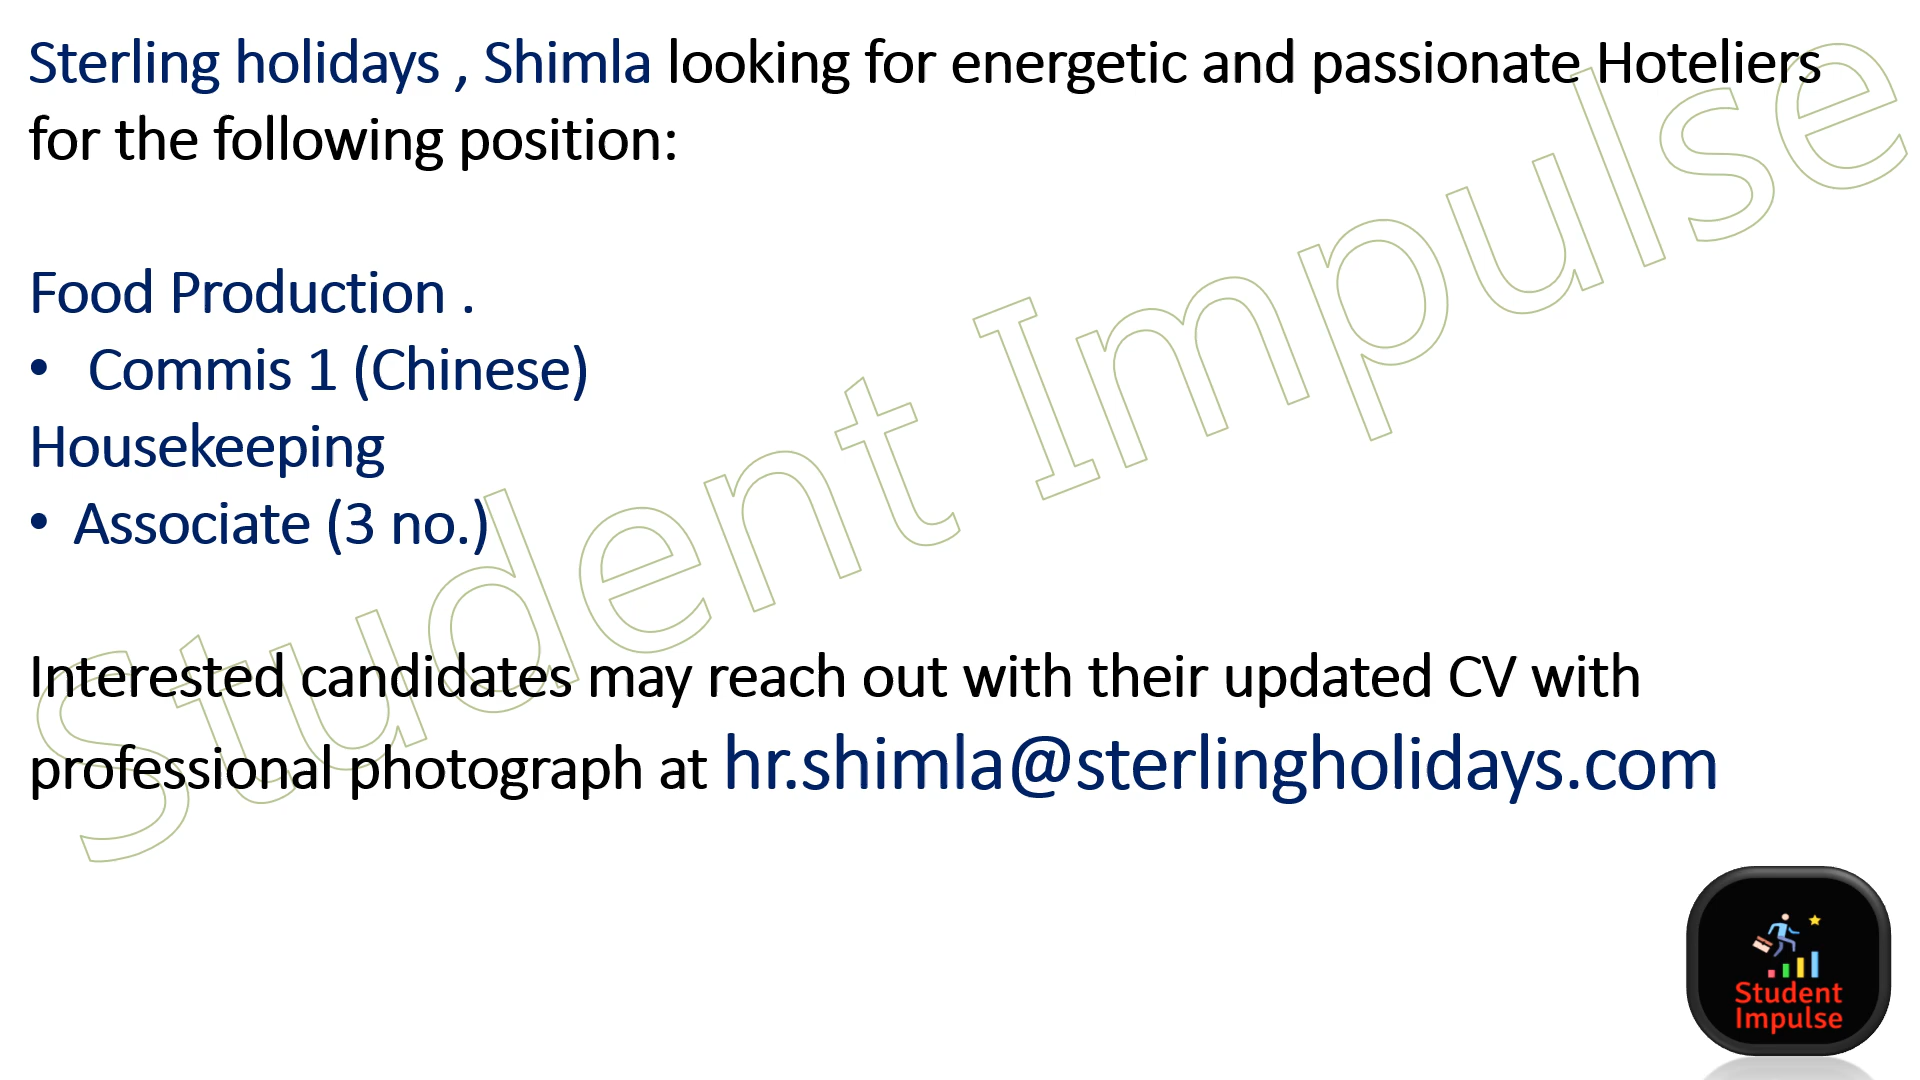 Sterling holidays , Shimla looking for energetic and passionate Hoteliers
for the following position:
Food Production .
• Commis 1 (Chinese)
Housekeeping
• Associate (3 no.)
Interested candidates may reach out with their updated CV with
professional photograph at hr.shimla@sterlingholidays.com
Student Impulse
Student
Impulse